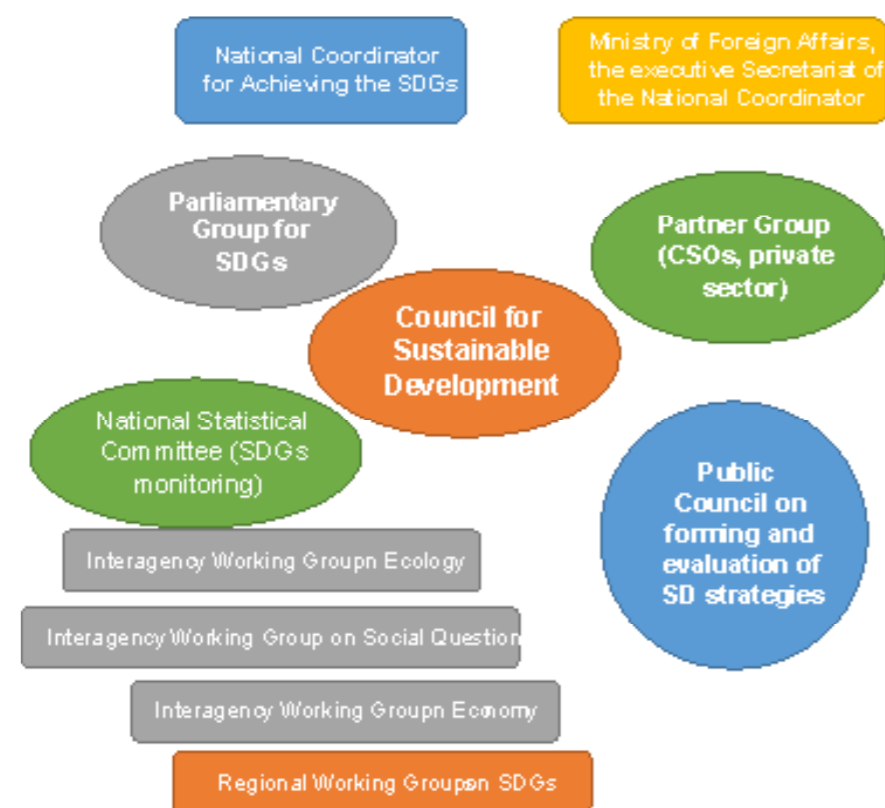 National Coordinator
for Achieving the SDGs
Ministry of Foreign Affairs,
the executive Secretariat of
the National Coordinator
Parliamentary
Group for
SDGs
Partner Group
(CSOs, private
sector)
Council for
Sustainable
Development
National Statistical
Committee (SDGs
monitoring)
Public
Council on
forming and
evaluation of
SD strategies
Interagency Working Groupn Ecology
Interagency Working Group on Social Question
Interagency Working Groupn Economy
Regional Working Groupson SDGs